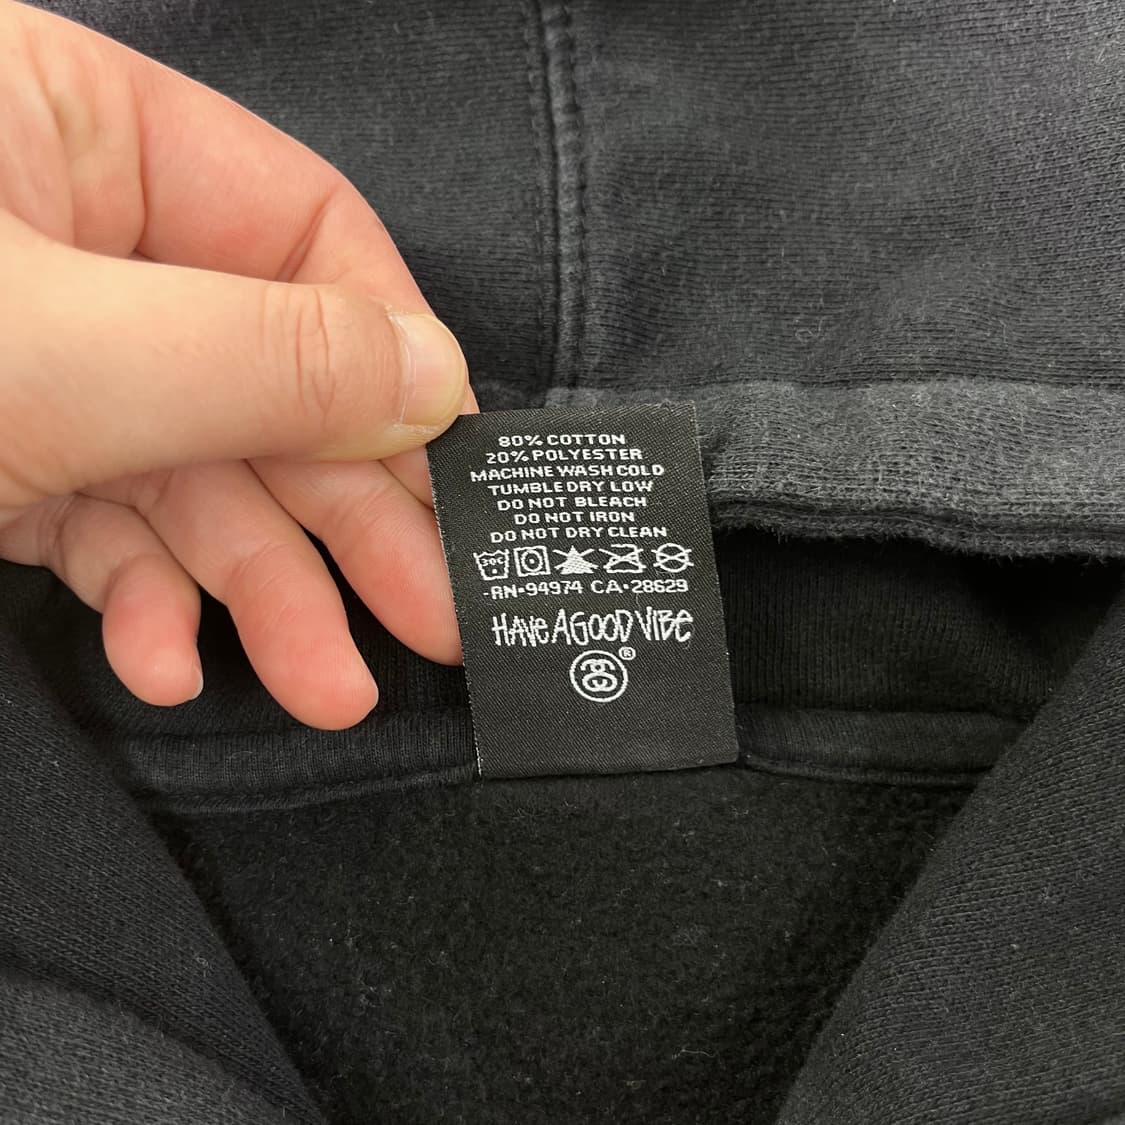 80% COTTON
20% POLYESTER
MACHINE WASH COLD
TUMBLE DRY LOW
DO NOT BLEACH
DO NOT IRON
DO NOT DRY CLEAN
30C
-RN•94974 CA•28629
HAVE A GOOD VIBE
®